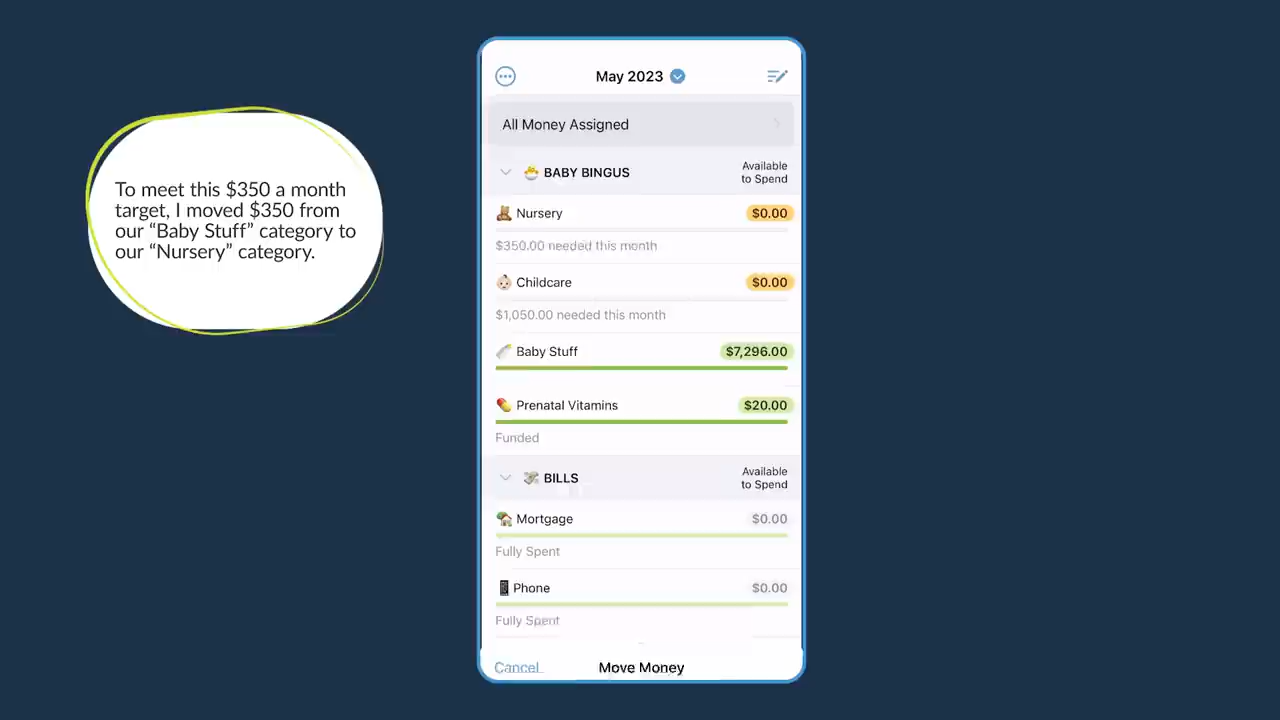 To meet this $350 a month
target, I moved $350 from
our “Baby Stuff” category to
our “Nursery” category.
May 2023
All Money Assigned
BABY BINGUS
Available
to Spend
Nursery
$0.00
$350.00 needed this month
Childcare
$0.00
$1,050.00 needed this month
Baby Stuff
$7,296.00
Prenatal Vitamins
$20.00
Funded
BILLS
Available
to Spend
Mortgage
$0.00
Fully Spent
Phone
$0.00
Fully Spent
Cancel
Move Money